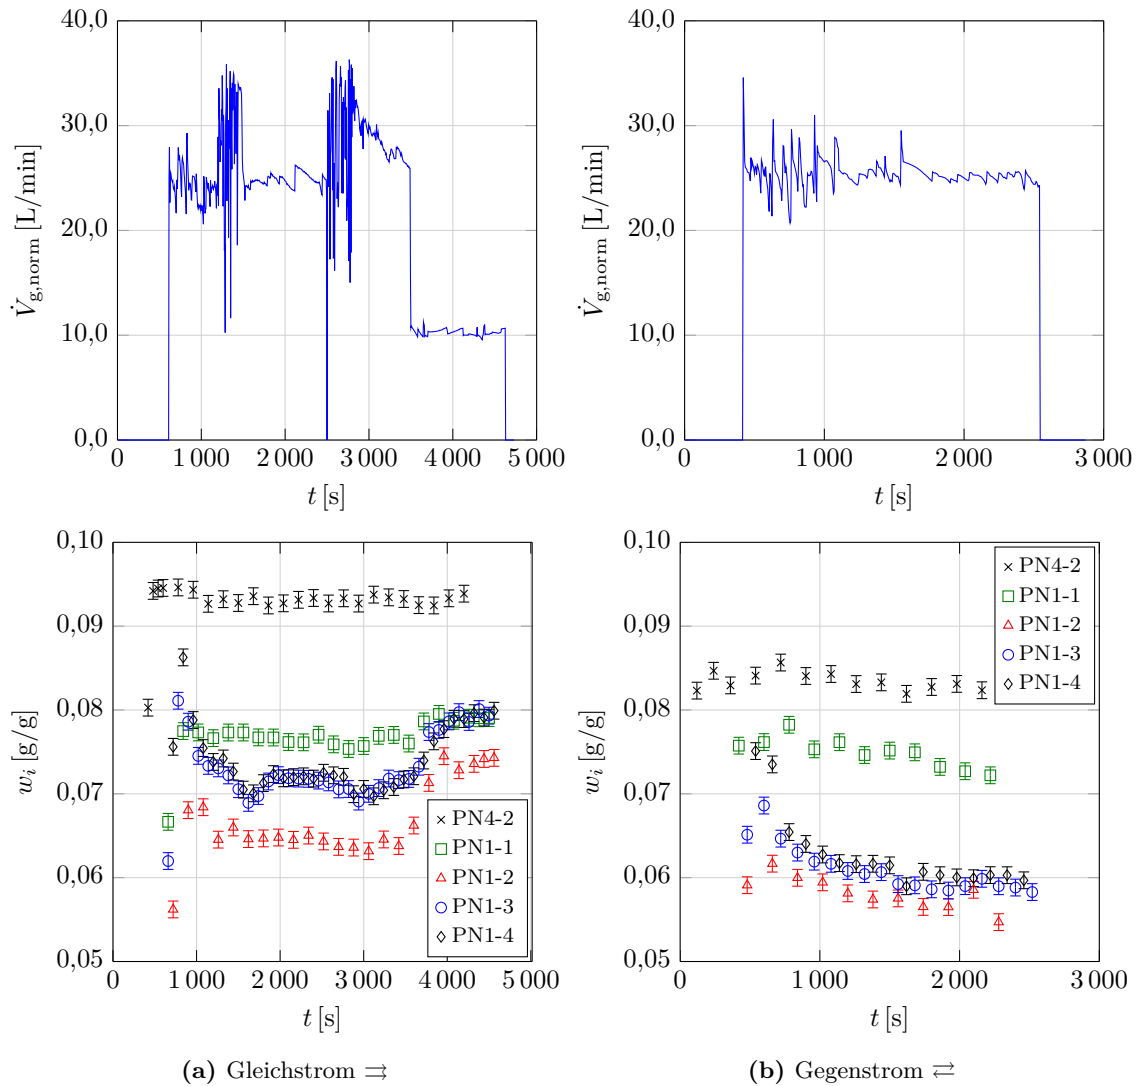 40,0
30,0
20,0
10,0
0,0
V̇g,norm [L/min]
0 1 000 2 000 3 000 4 000 5 000
t [s]
40,0
30,0
20,0
10,0
0,0
V̇g,norm [L/min]
0 1 000 2 000 3 000
t [s]
0,10
0,09
0,08
0,07
0,06
0,05
wi [g/g]
PN4-2
PN1-1
PN1-2
PN1-3
PN1-4
0 1 000 2 000 3 000 4 000 5 000
t [s]
0,10
0,09
0,08
0,07
0,06
0,05
wi [g/g]
PN4-2
PN1-1
PN1-2
PN1-3
PN1-4
0 1 000 2 000 3 000
t [s]
(a) Gleichstrom ⇉
(b) Gegenstrom ⇄